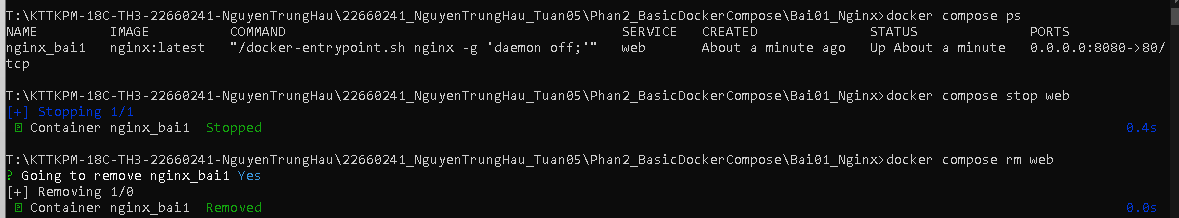 T:\KTTKPM-18C-TH3-22660241-NguyenTrungHau\22660241_NguyenTrungHau_Tuan05\Phan2_BasicDockerCompose\Bai01_Nginx>docker compose ps
NAME IMAGE COMMAND SERVICE CREATED STATUS PORTS
nginx_bai1 nginx:latest "/docker-entrypoint.sh nginx -g 'daemon off;'" web About a minute ago Up About a minute 0.0.0.0:8080->80/
tcp
T:\KTTKPM-18C-TH3-22660241-NguyenTrungHau\22660241_NguyenTrungHau_Tuan05\Phan2_BasicDockerCompose\Bai01_Nginx>docker compose stop web
[+] Stopping 1/1
Container nginx_bai1 Stopped 0.4s
T:\KTTKPM-18C-TH3-22660241-NguyenTrungHau\22660241_NguyenTrungHau_Tuan05\Phan2_BasicDockerCompose\Bai01_Nginx>docker compose rm web
? Going to remove nginx_bai1 Yes
[+] Removing 1/0
Container nginx_bai1 Removed 0.0s